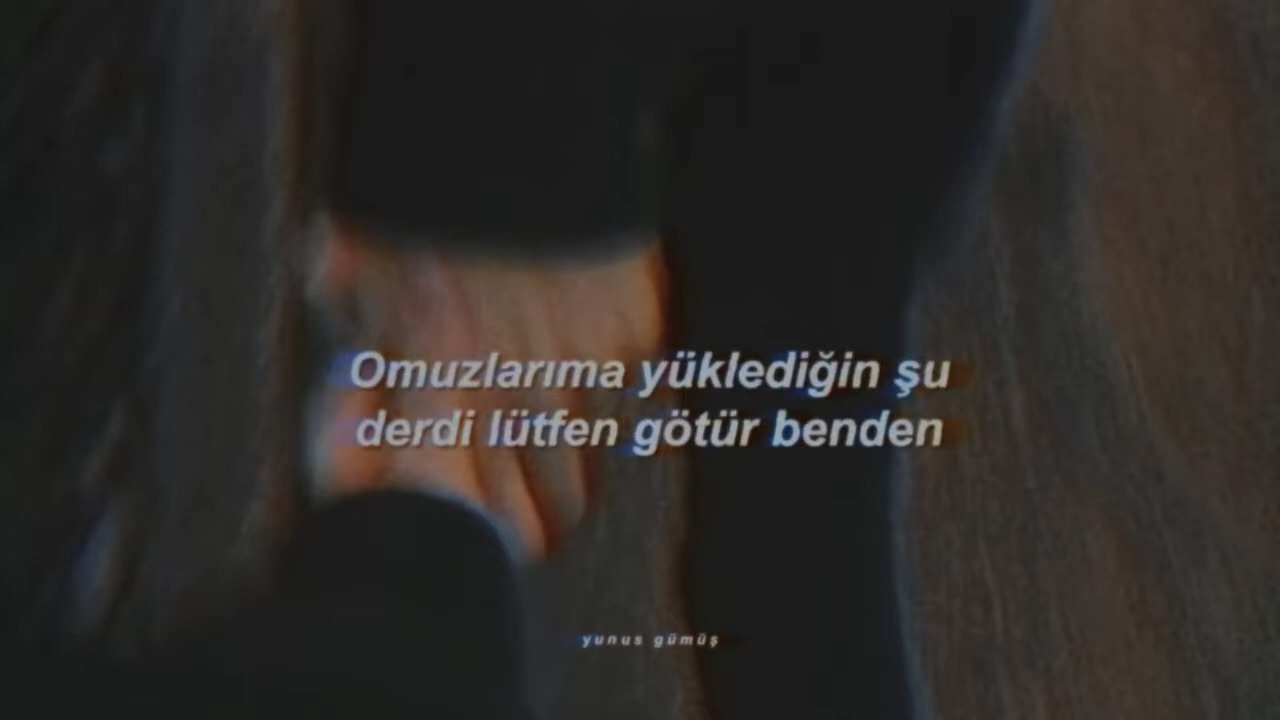 Omuzlarıma yüklediğin şu
derdi lütfen götür benden
yunus gümüş